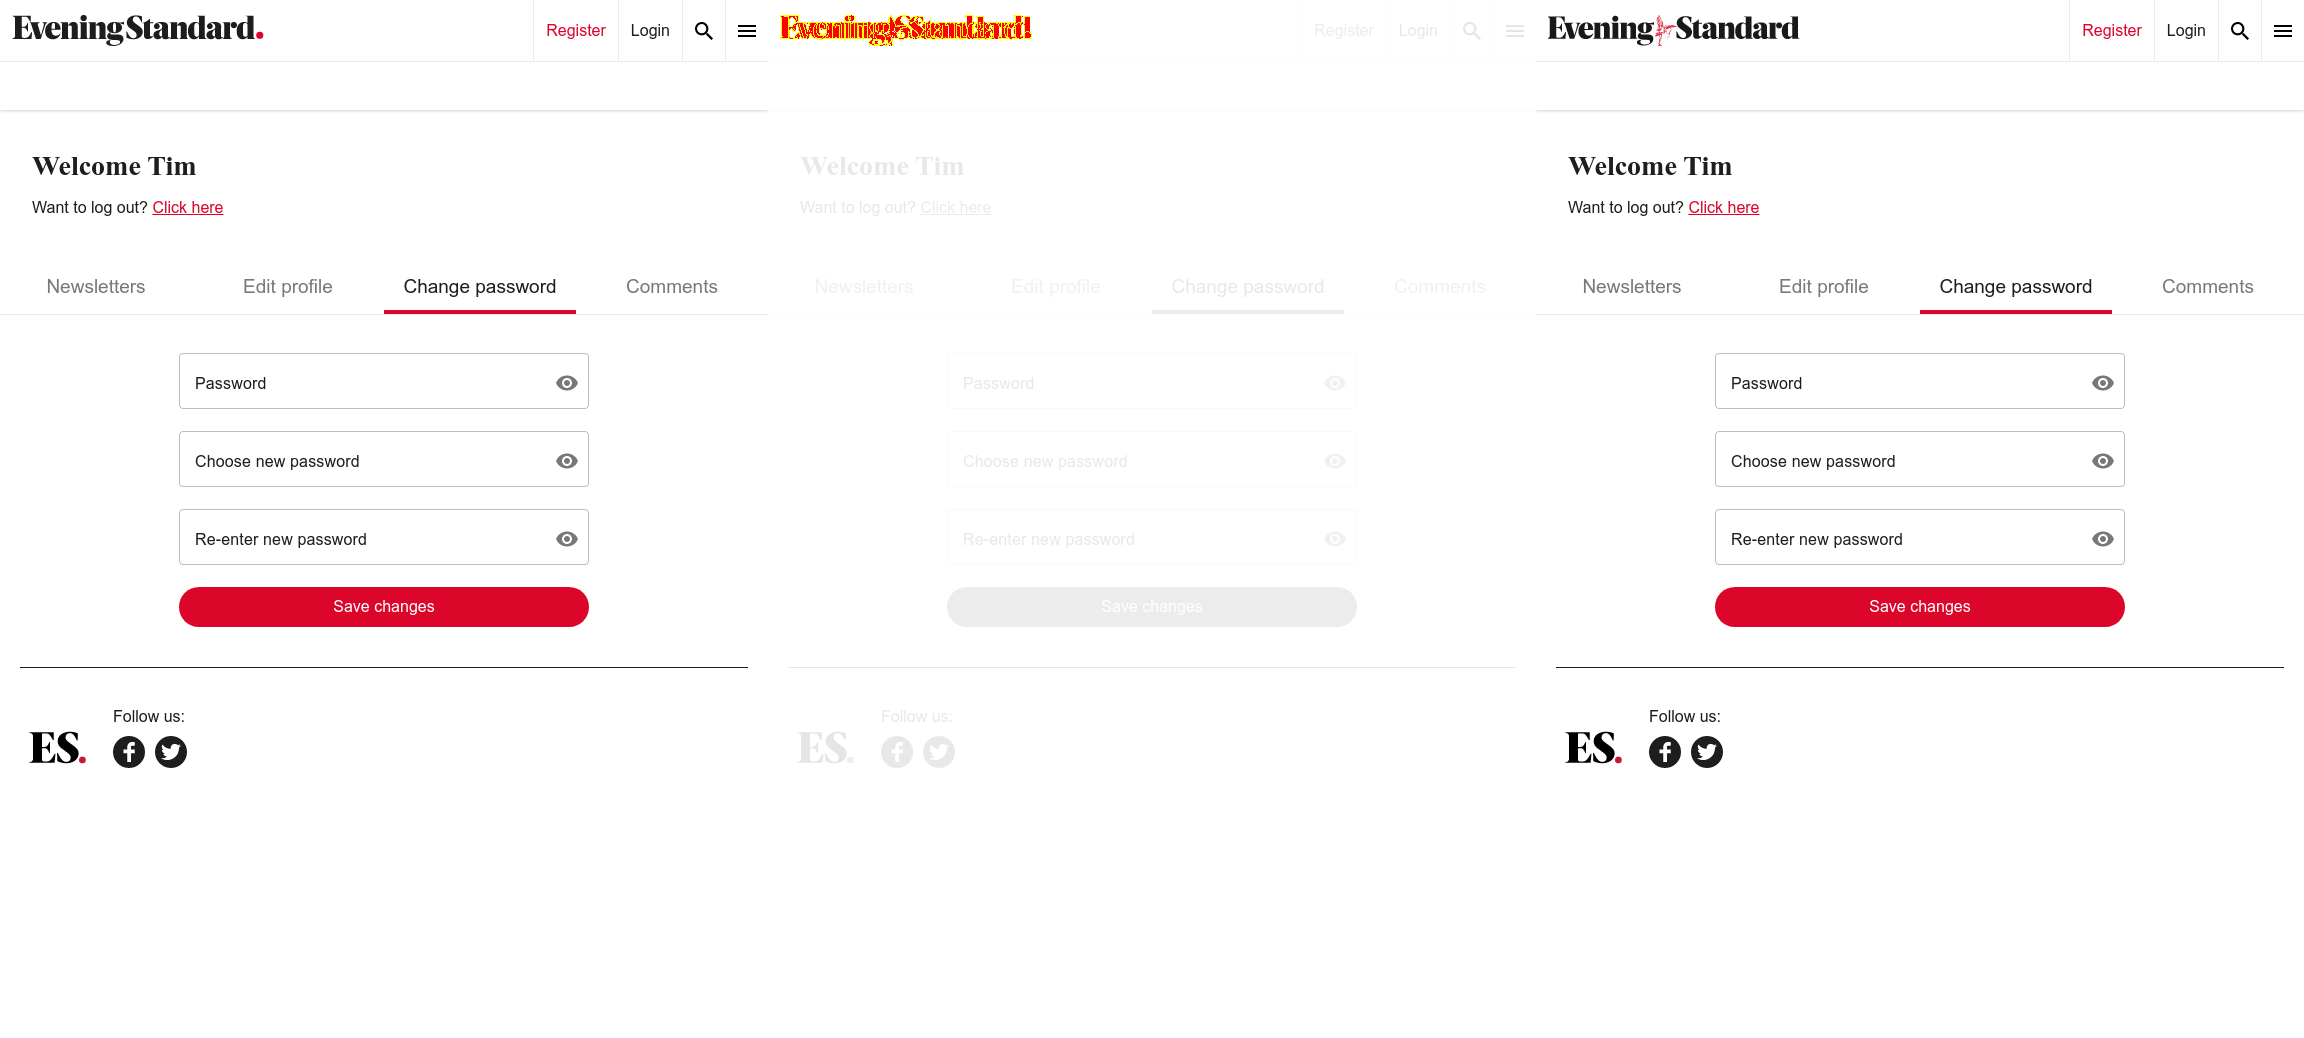 Evening Standard.
Register
Login
Welcome Tim
Want to log out? Click here
Newsletters
Edit profile
Change password
Comments
Password
Choose new password
Re-enter new password
Save changes
Follow us:
ES.
Evening Standard
Register
Login
Welcome Tim
Want to log out? Click here
Newsletters
Edit profile
Change password
Comments
Password
Choose new password
Re-enter new password
Save changes
Follow us:
ES.
Evening Standard
Register
Login
Welcome Tim
Want to log out? Click here
Newsletters
Edit profile
Change password
Comments
Password
Choose new password
Re-enter new password
Save changes
Follow us:
ES.